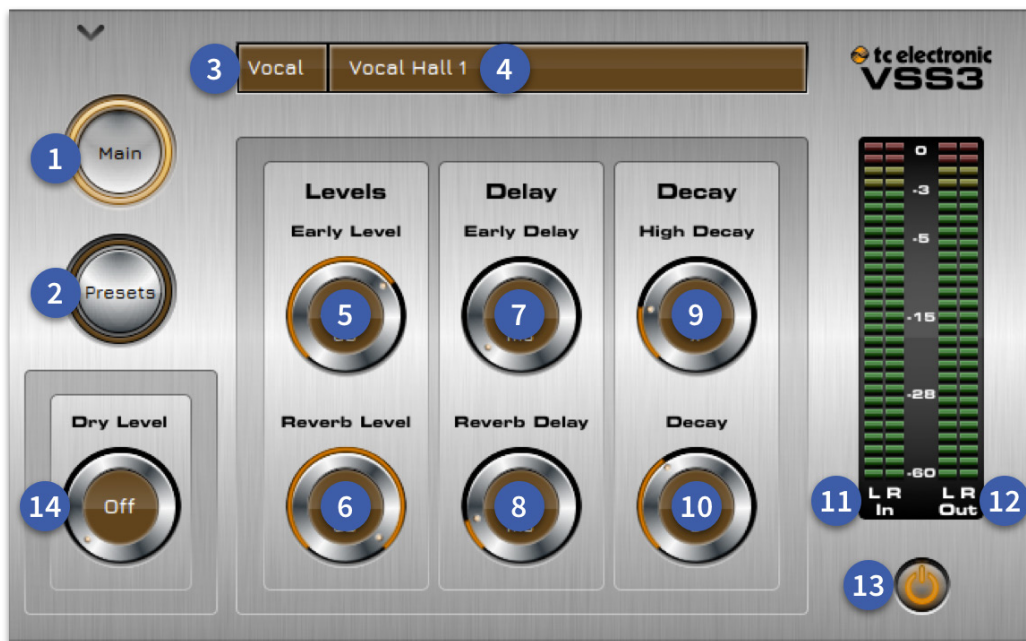 3 Vocal Vocal Hall 1 4
tc electronic
VSS3
1 Main
2 Presets
Levels Delay Decay
Early Level Early Delay High Decay
5 7 9
Dry Level Reverb Level Reverb Delay Decay
14 Off 6 8 10
0
-3
-5
-15
-28
-60
11 L R L R 12
In Out
13